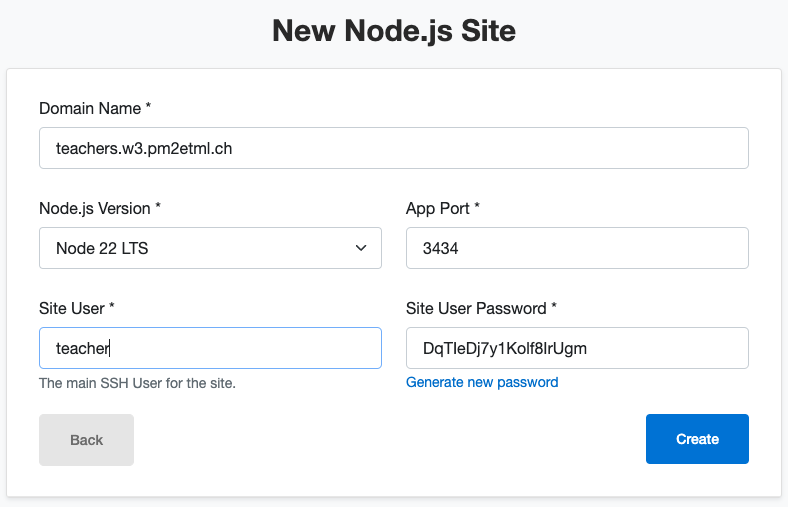 New Node.js Site
Domain Name *
teachers.w3.pm2etml.ch
Node.js Version * App Port *
Node 22 LTS 3434
Site User * Site User Password *
teacher DqTIeDj7y1Kolf8IrUgm
The main SSH User for the site. Generate new password
Back Create